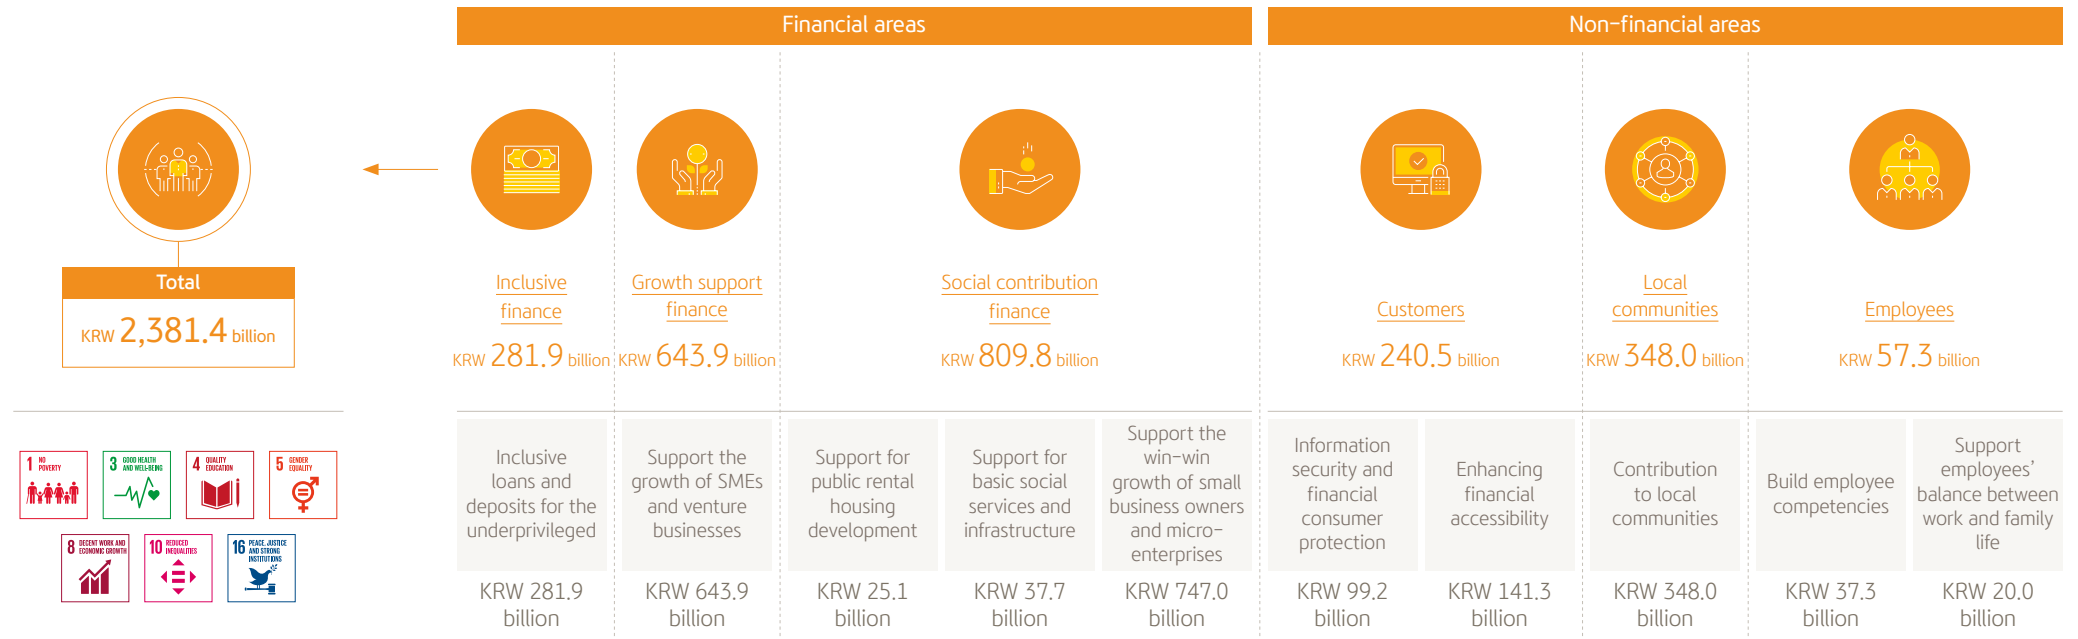 Financial areas
Non-financial areas
Total
KRW 2,381.4 billion
Inclusive
finance
KRW 281.9 billion
Growth support
finance
KRW 643.9 billion
Social contribution
finance
KRW 809.8 billion
Customers
KRW 240.5 billion
Local
communities
KRW 348.0 billion
Employees
KRW 57.3 billion
1 NO
POVERTY
3 GOOD HEALTH
AND WELL-BEING
4 QUALITY
EDUCATION
5 GENDER
EQUALITY
8 DECENT WORK AND
ECONOMIC GROWTH
10 REDUCED
INEQUALITIES
16 PEACE, JUSTICE
AND STRONG
INSTITUTIONS
Inclusive
loans and
deposits for the
underprivileged
KRW 281.9
billion
Support the
growth of SMEs
and venture
businesses
KRW 643.9
billion
Support for
public rental
housing
development
KRW 25.1
billion
Support for
basic social
services and
infrastructure
KRW 37.7
billion
Support the
win-win
growth of small
business owners
and micro-
enterprises
KRW 747.0
billion
Information
security and
financial
consumer
protection
KRW 99.2
billion
Enhancing
financial
accessibility
KRW 141.3
billion
Contribution
to local
communities
KRW 348.0
billion
Build employee
competencies
KRW 37.3
billion
Support
employees'
balance between
work and family
life
KRW 20.0
billion